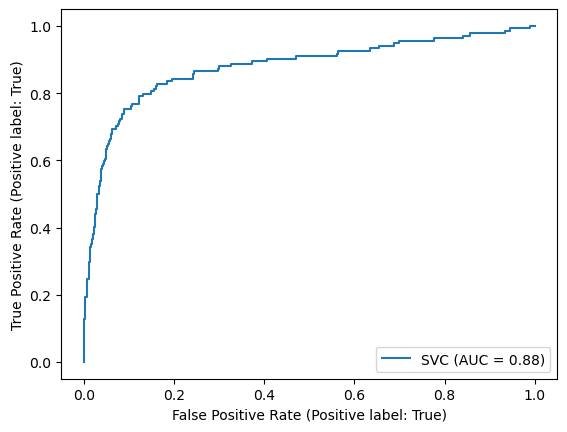 1.0
0.8
0.6
0.4
0.2
0.0
True Positive Rate (Positive label: True)
SVC (AUC = 0.88)
0.0 0.2 0.4 0.6 0.8 1.0
False Positive Rate (Positive label: True)